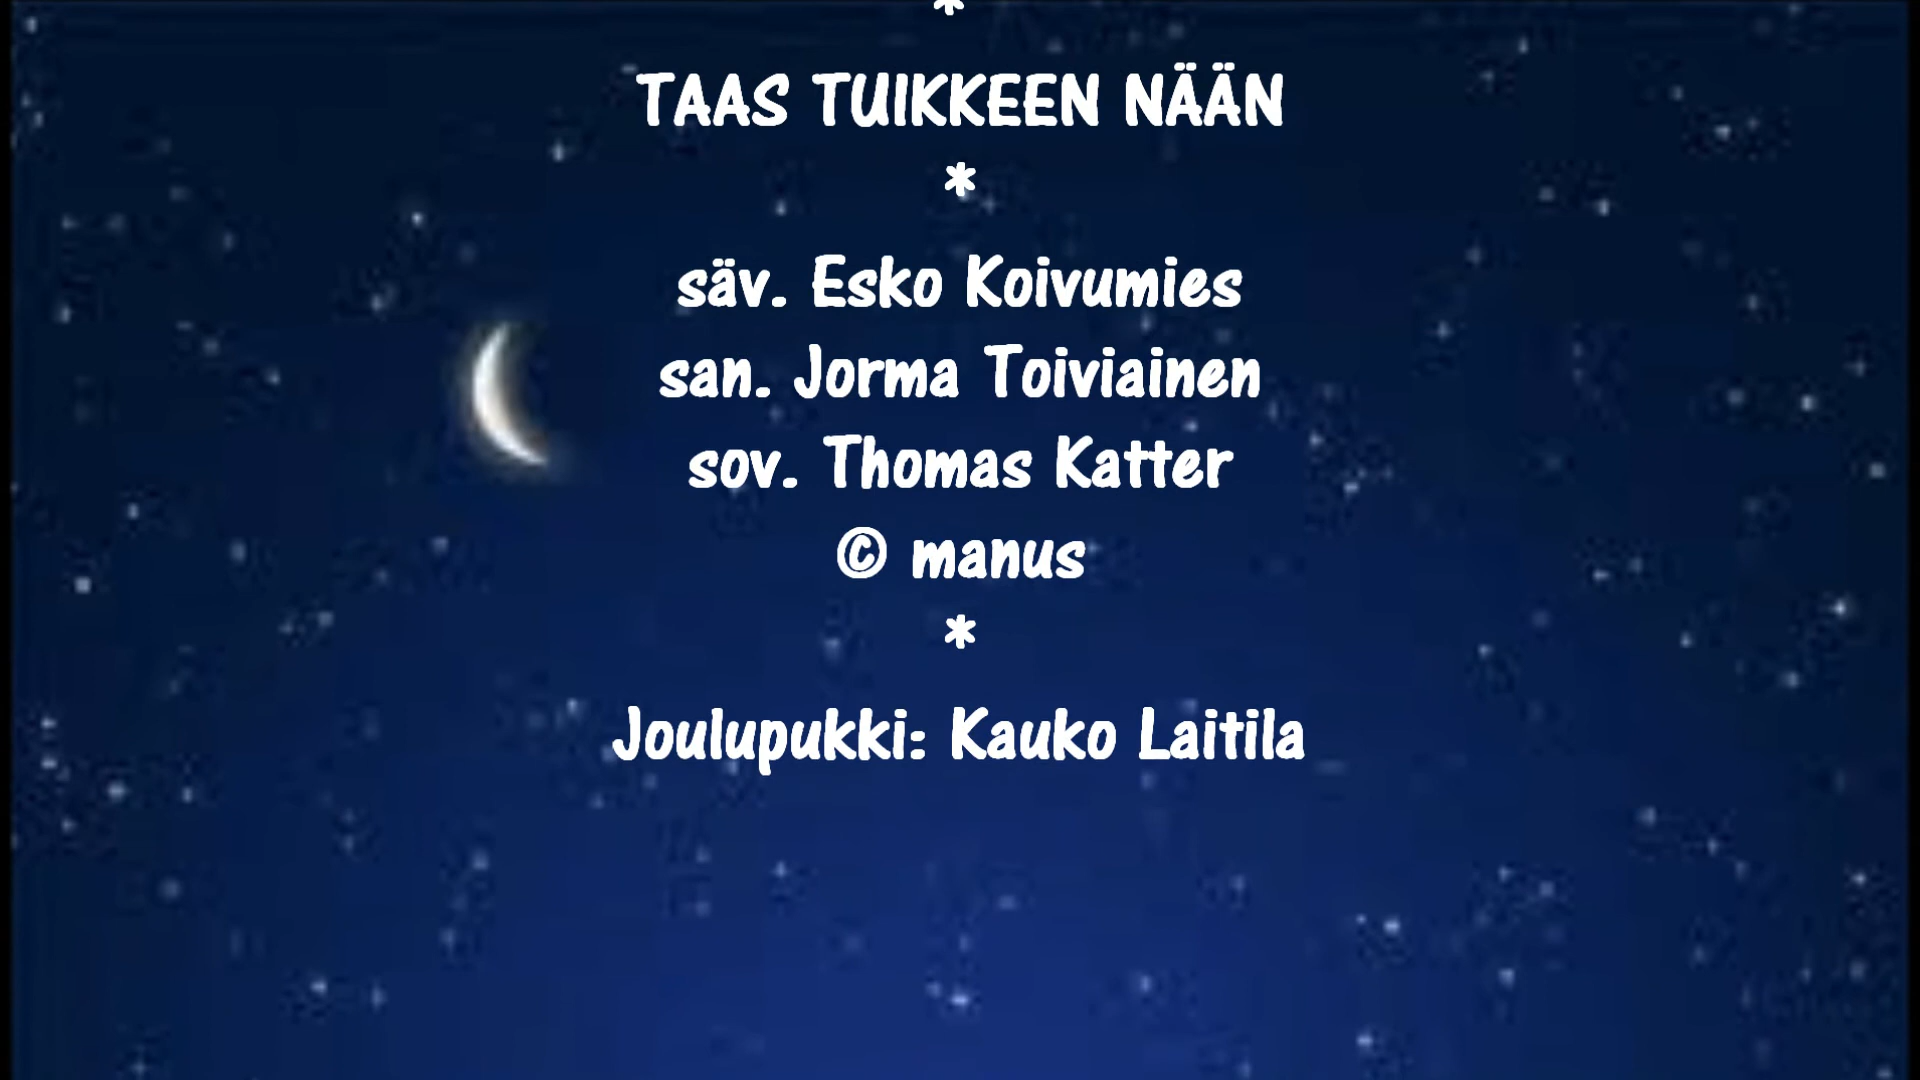 *
TAAS TUIKKEEN NÄÄN
*
säv. Esko Koivumies
san. Jorma Toiviainen
sov. Thomas Katter
© manus
*
Joulupukki: Kauko Laitila